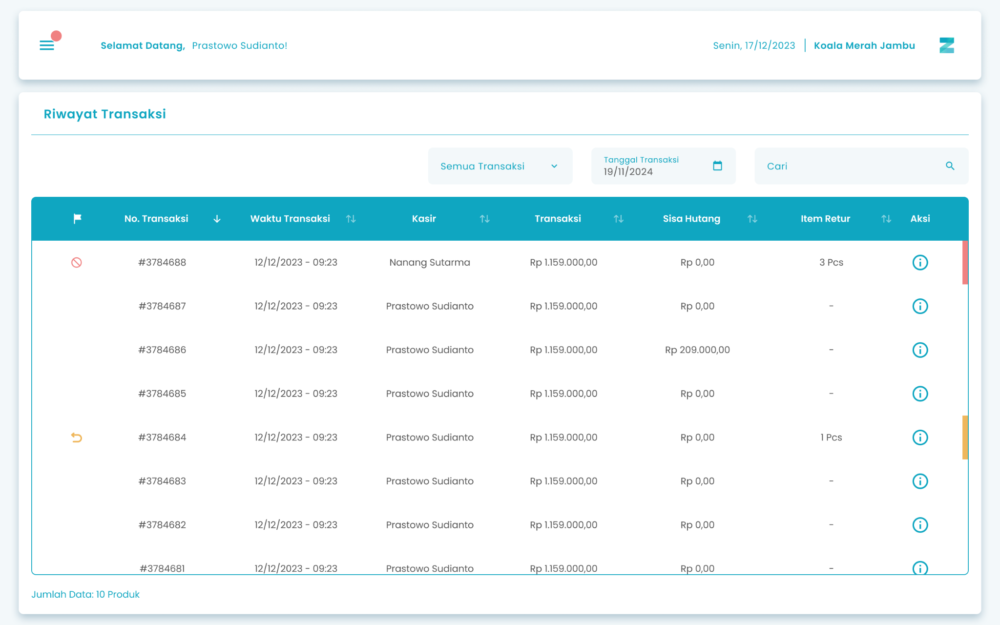 Selamat Datang, Prastowo Sudianto!
Senin, 17/12/2023 | Koala Merah Jambu
Riwayat Transaksi
Semua Transaksi
Tanggal Transaksi
19/11/2024
Cari
No. Transaksi Waktu Transaksi Kasir Transaksi Sisa Hutang Item Retur Aksi
#3784688 12/12/2023 - 09:23 Nanang Sutarma Rp 1.159.000,00 Rp 0,00 3 Pcs
#3784687 12/12/2023 - 09:23 Prastowo Sudianto Rp 1.159.000,00 Rp 0,00 -
#3784686 12/12/2023 - 09:23 Prastowo Sudianto Rp 1.159.000,00 Rp 209.000,00 -
#3784685 12/12/2023 - 09:23 Prastowo Sudianto Rp 1.159.000,00 Rp 0,00 -
#3784684 12/12/2023 - 09:23 Prastowo Sudianto Rp 1.159.000,00 Rp 0,00 1 Pcs
#3784683 12/12/2023 - 09:23 Prastowo Sudianto Rp 1.159.000,00 Rp 0,00 -
#3784682 12/12/2023 - 09:23 Prastowo Sudianto Rp 1.159.000,00 Rp 0,00 -
#3784681 12/12/2023 - 09:23 Prastowo Sudianto Rp 1.159.000,00 Rp 0,00 -
Jumlah Data: 10 Produk